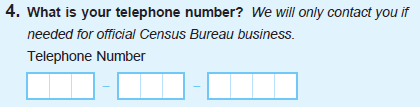 4. What is your telephone number? We will only contact you if
needed for official Census Bureau business.
Telephone Number
- -